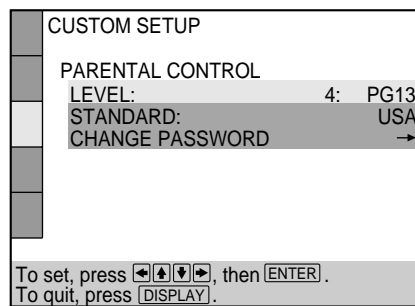 CUSTOM SETUP
PARENTAL CONTROL
LEVEL: 4: PG13
STANDARD: USA
CHANGE PASSWORD →
To set, press ←↑↓→, then ENTER.
To quit, press DISPLAY.